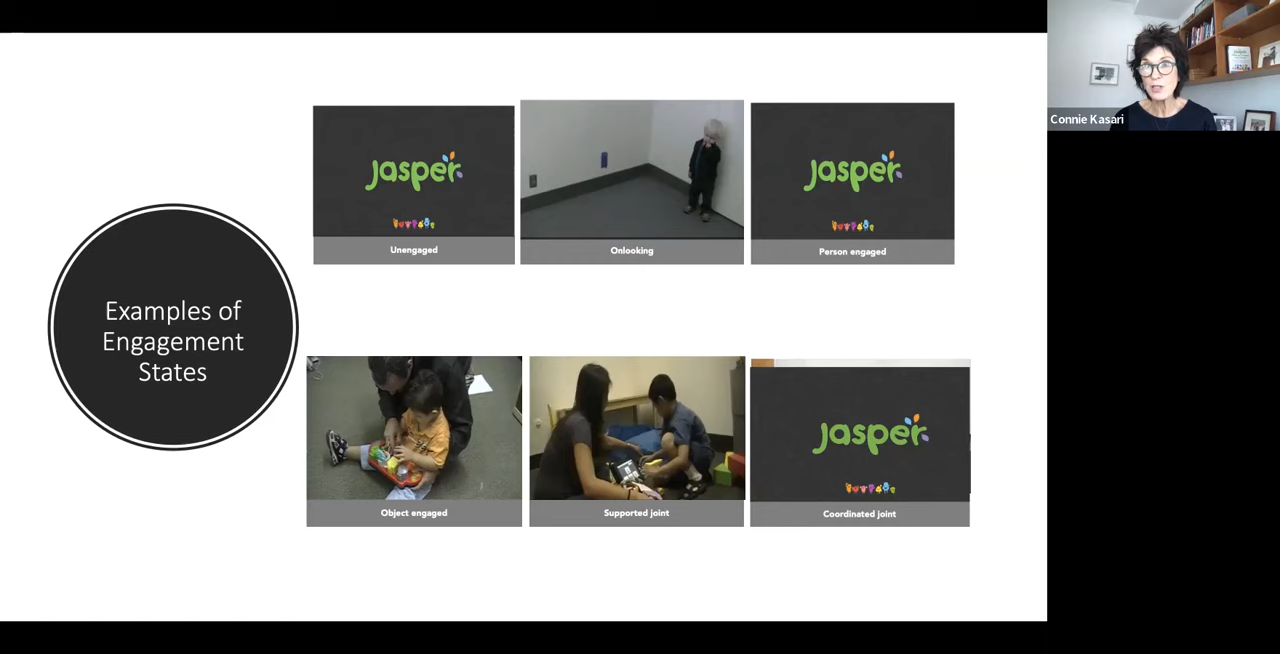 Connie Kasari
Examples of
Engagement
States
Jasper
Unengaged
Onlooking
Jasper
Person engaged
Object engaged
Supported joint
Jasper
Coordinated joint